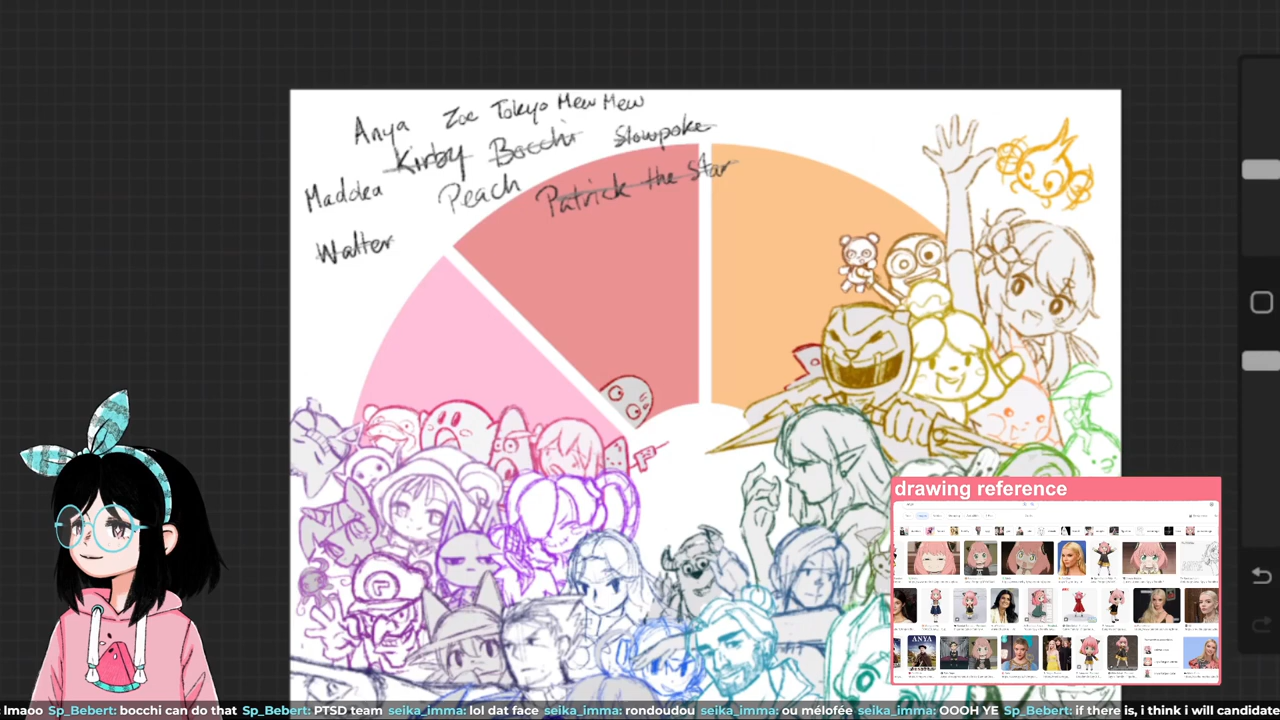 Anya Zoe Tokyo Mew Mew
Kirby Bocchi Slowpoke
Maddea Peach Patrick the Star
Walter
drawing reference
ANYA
lmaoo Sp_Bebert: bocchi can do that Sp_Bebert: PTSD team seika_imma: lol dat face seika_imma: rondoudou seika_imma: ou mélofée seika_imma: OOOH YE Sp_Bebert: if there is, i think i will candidate